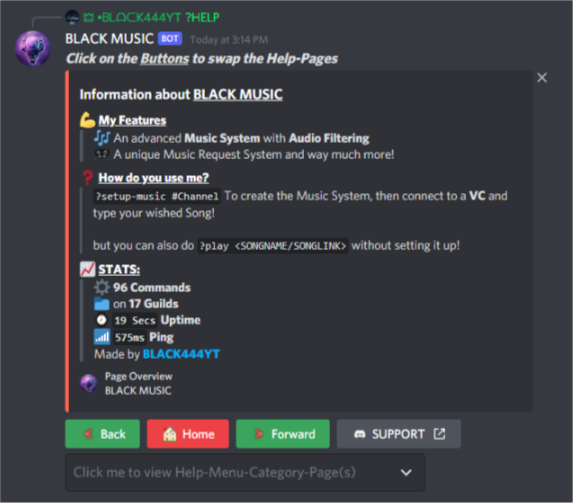 •BLACK444YT ?HELP
BLACK MUSIC BOT Today at 3:14 PM
Click on the Buttons to swap the Help-Pages
Information about BLACK MUSIC
My Features
An advanced Music System with Audio Filtering
A unique Music Request System and way much more!
How do you use me?
?setup-music #Channel To create the Music System, then connect to a VC and
type your wished Song!
but you can also do ?play <SONGNAME/SONGLINK> without setting it up!
STATS:
96 Commands
on 17 Guilds
19 Secs Uptime
575ms Ping
Made by BLACK444YT
Page Overview
BLACK MUSIC
Back Home Forward SUPPORT
Click me to view Help-Menu-Category-Page(s)